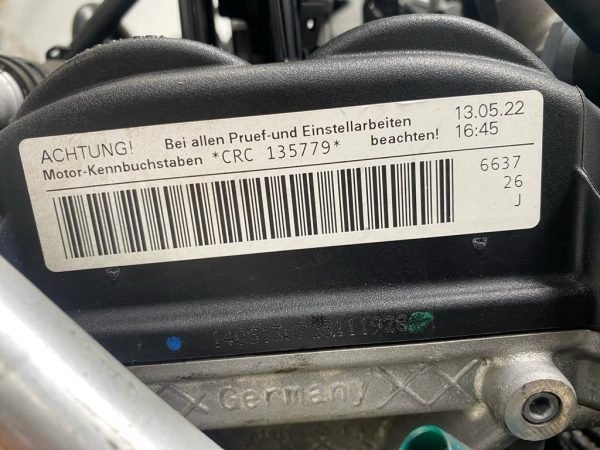 ACHTUNG! Bei allen Pruef-und Einstellarbeiten 13.05.22
Motor-Kennbuchstaben *CRC 135779* beachten! 16:45
6637
26
J
Germany